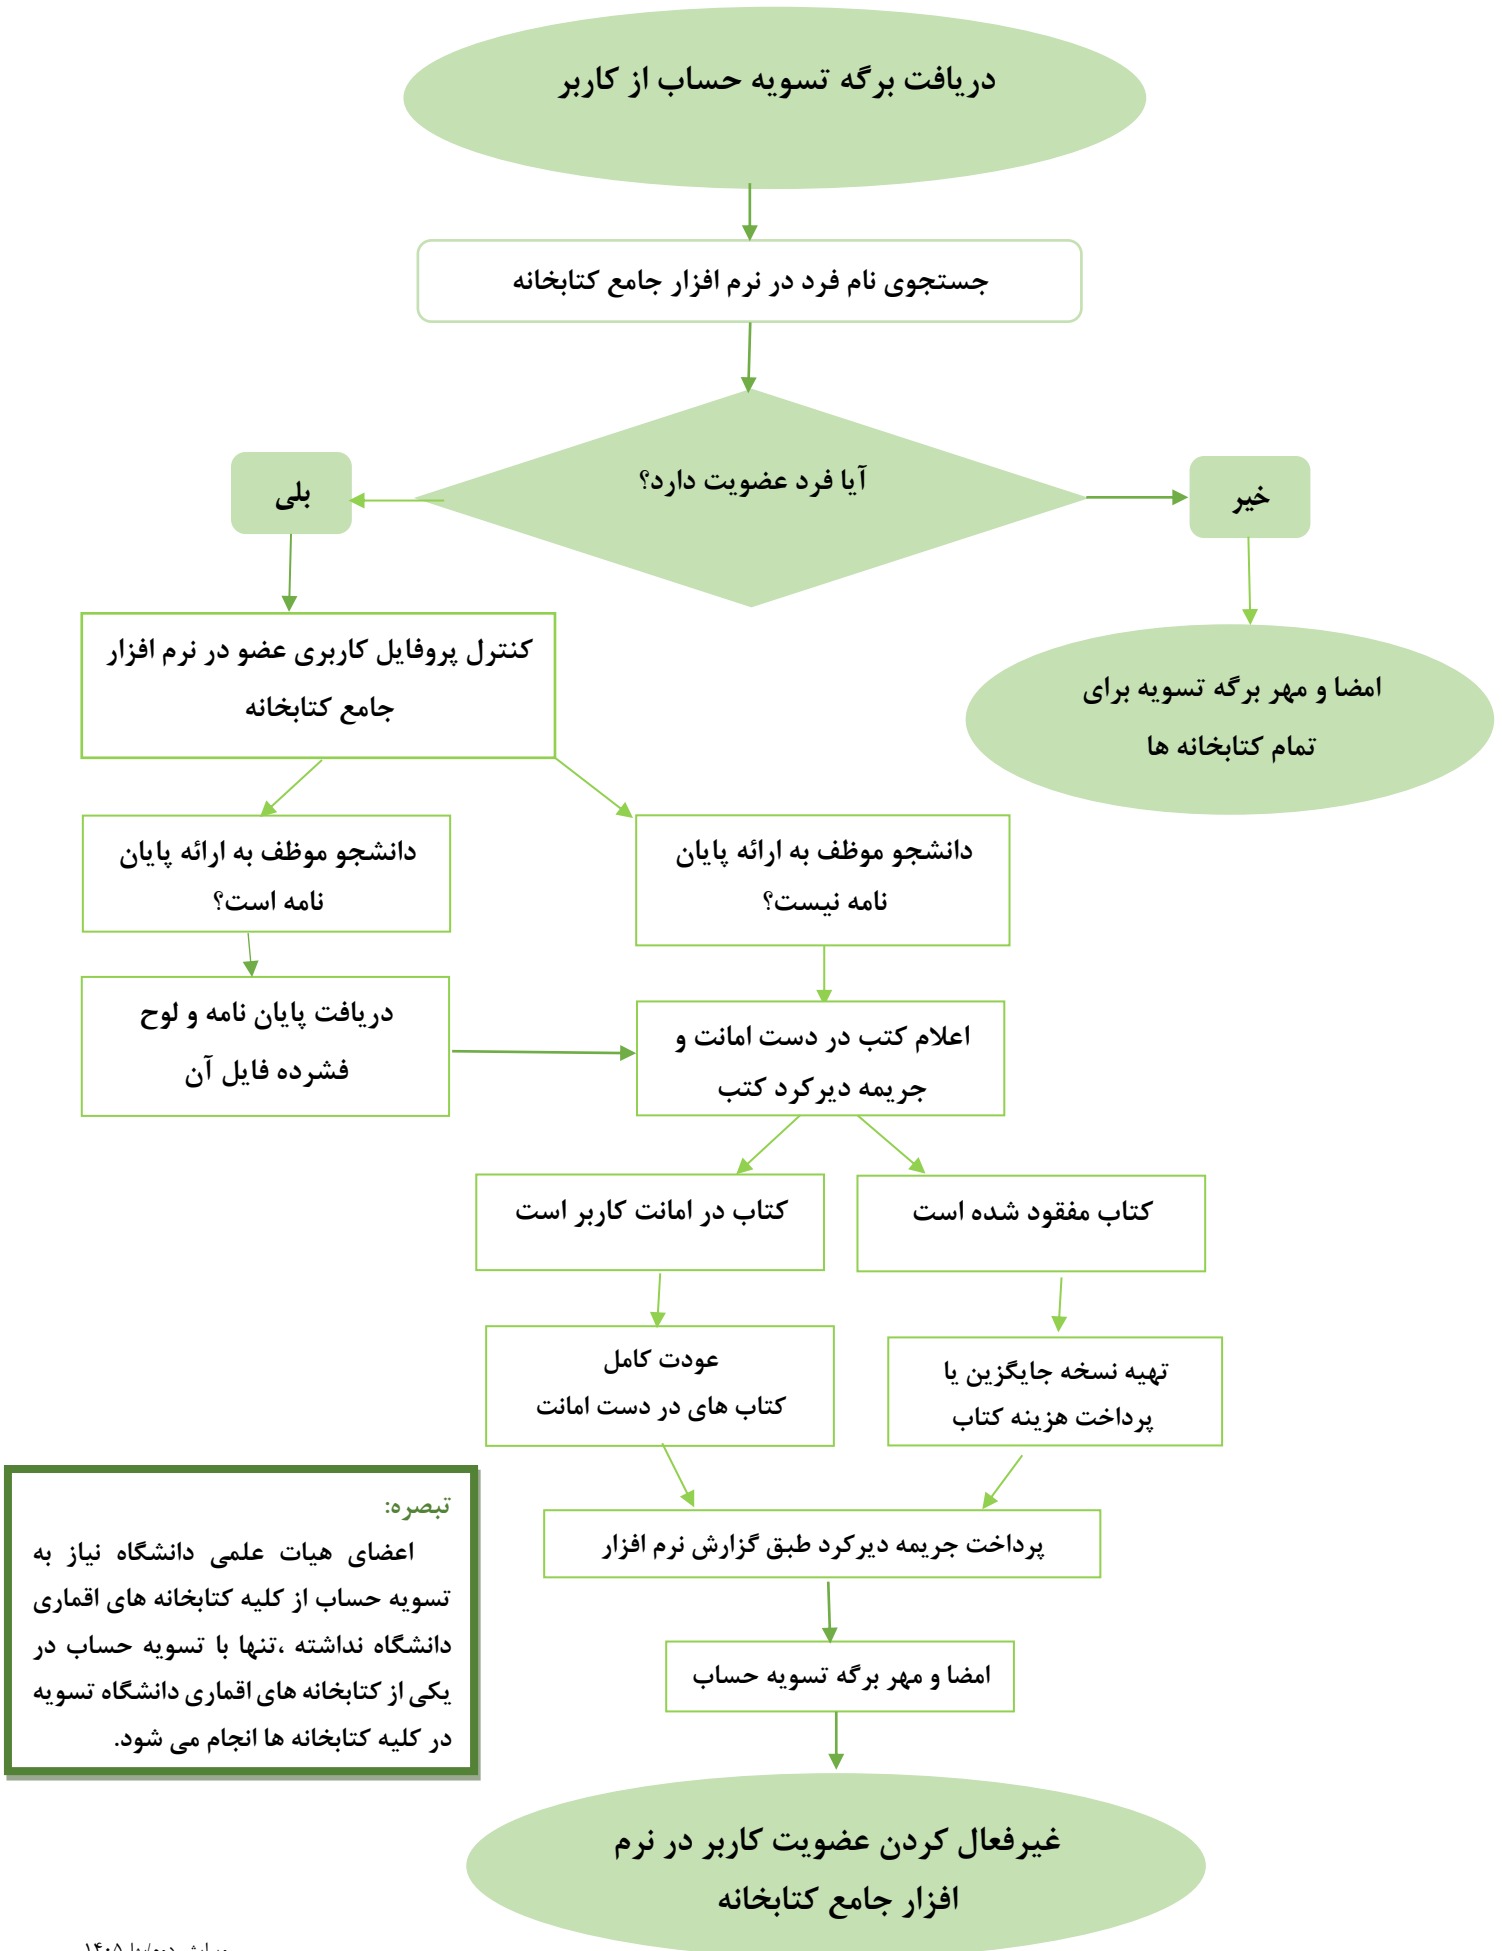 دریافت برگه تسویه حساب از کاربر
جستجوی نام فرد در نرم افزار جامع کتابخانه
آیا فرد عضویت دارد؟
خیر
بلی
امضا و مهر برگه تسویه برای
تمام کتابخانه ها
کنترل پروفایل کاربری عضو در نرم افزار
جامع کتابخانه
دانشجو موظف به ارائه پایان
نامه نیست؟
دانشجو موظف به ارائه پایان
نامه است؟
دریافت پایان نامه و لوح
فشرده فایل آن
اعلام کتب در دست امانت و
جریمه دیرکرد کتب
کتاب مفقود شده است
کتاب در امانت کاربر است
تهیه نسخه جایگزین یا
پرداخت هزینه کتاب
عودت کامل
کتاب های در دست امانت
پرداخت جریمه دیرکرد طبق گزارش نرم افزار
امضا و مهر برگه تسویه حساب
غیرفعال کردن عضویت کاربر در نرم
افزار جامع کتابخانه
تبصره:
اعضای هیات علمی دانشگاه نیاز به
تسویه حساب از کلیه کتابخانه های اقماری
دانشگاه نداشته ،تنها با تسویه حساب در
یکی از کتابخانه های اقماری دانشگاه تسویه
در کلیه کتابخانه ها انجام می شود.